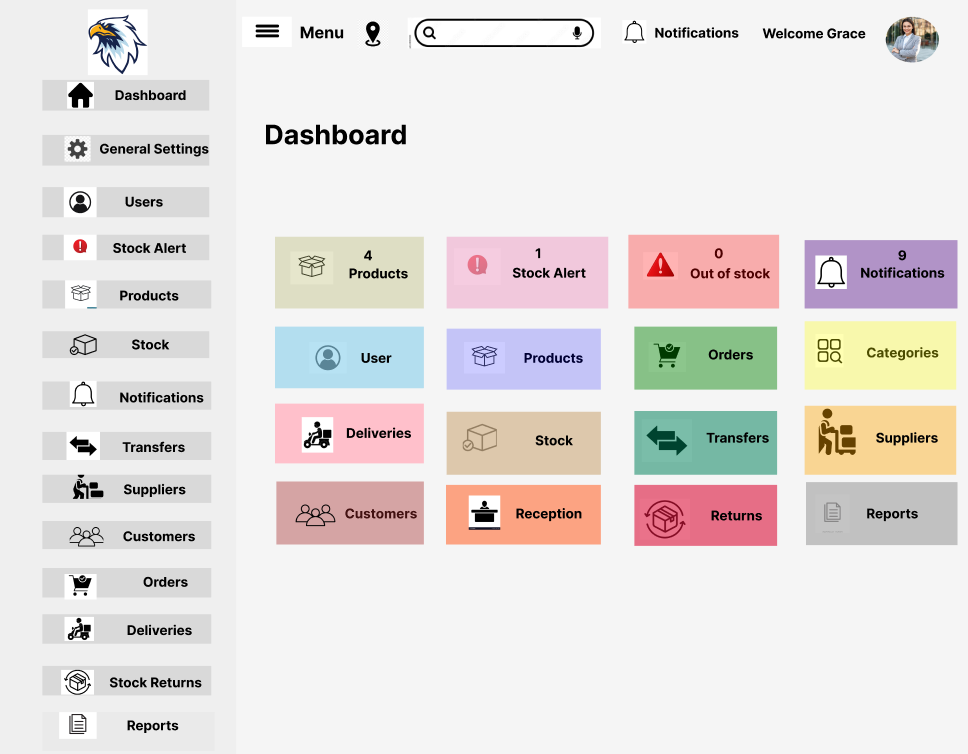 Menu
Notifications
Welcome Grace
Dashboard
General Settings
Users
Stock Alert
Products
Stock
Notifications
Transfers
Suppliers
Customers
Orders
Deliveries
Stock Returns
Reports
Dashboard
4
Products
1
Stock Alert
0
Out of stock
9
Notifications
User
Products
Orders
Categories
Deliveries
Stock
Transfers
Suppliers
Customers
Reception
Returns
Reports